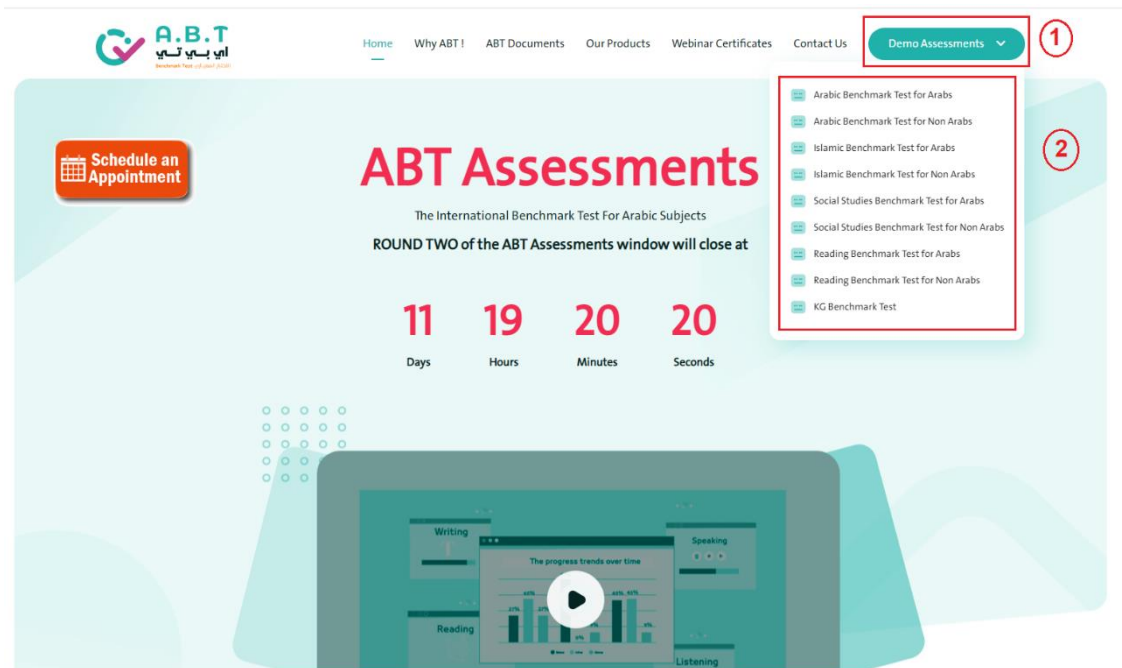 A.B.T
اي بي تي
Home
Why ABT !
ABT Documents
Our Products
Webinar Certificates
Contact Us
Demo Assessments
1
Arabic Benchmark Test for Arabs
Arabic Benchmark Test for Non Arabs
Islamic Benchmark Test for Arabs
Islamic Benchmark Test for Non Arabs
Social Studies Benchmark Test for Arabs
Social Studies Benchmark Test for Non Arabs
Reading Benchmark Test for Arabs
Reading Benchmark Test for Non Arabs
KG Benchmark Test
2
Schedule an
Appointment
ABT Assessments
The International Benchmark Test For Arabic Subjects
ROUND TWO of the ABT Assessments window will close at
11 19 20 20
Days Hours Minutes Seconds
Writing
Speaking
The progress trends over time
Reading
Listening